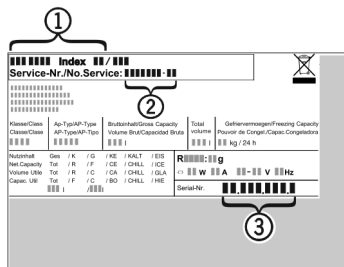 1
Index /
Service-Nr./No.Service:
2
Klasse/Class Ap-Typ/AP-Type Bruttoinhalt/Gross Capacity Total Gefriervermoegen/Freezing Capacity
Classe/Classe AP-Type/AP-Tipo Volume Brut/Capacidad Bruta volume Pouvoir de Congel./Capac.Congeladora
l l kg / 24 h
Nutzinhalt Ges / K / G / KE / KALT / EIS
Net.Capacity Tot / R / F / CE / CHILL / ICE
Volume Utile Tot / F / C / CA / CHILL / GLA
Capac. Util Tot / F / C / BO / CHILL / HIE
l / l
R : g
W A - V Hz
Serial-Nr.
3